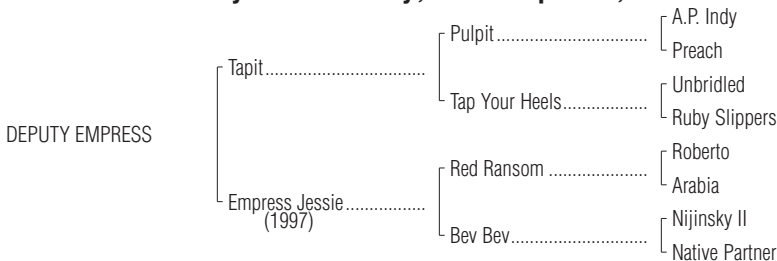 A.P. Indy
Pulpit
Preach
Tapit
Unbridled
Tap Your Heels
Ruby Slippers
DEPUTY EMPRESS
Roberto
Red Ransom
Arabia
Empress Jessie
(1997)
Nijinsky II
Bev Bev
Native Partner